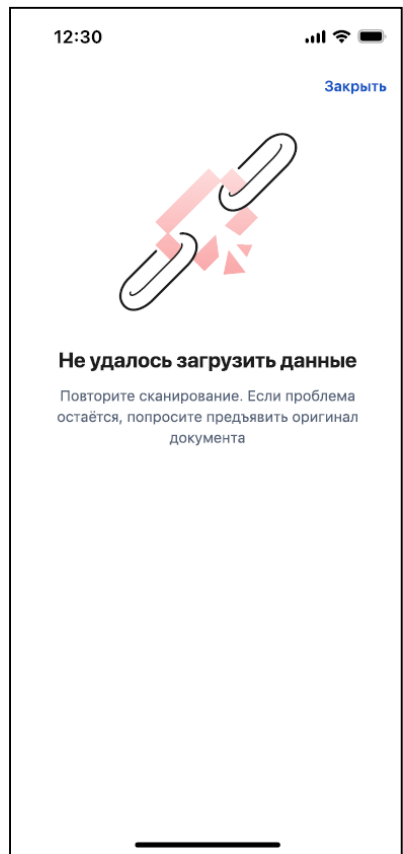 12:30
Закрыть
Не удалось загрузить данные
Повторите сканирование. Если проблема
остаётся, попросите предъявить оригинал
документа